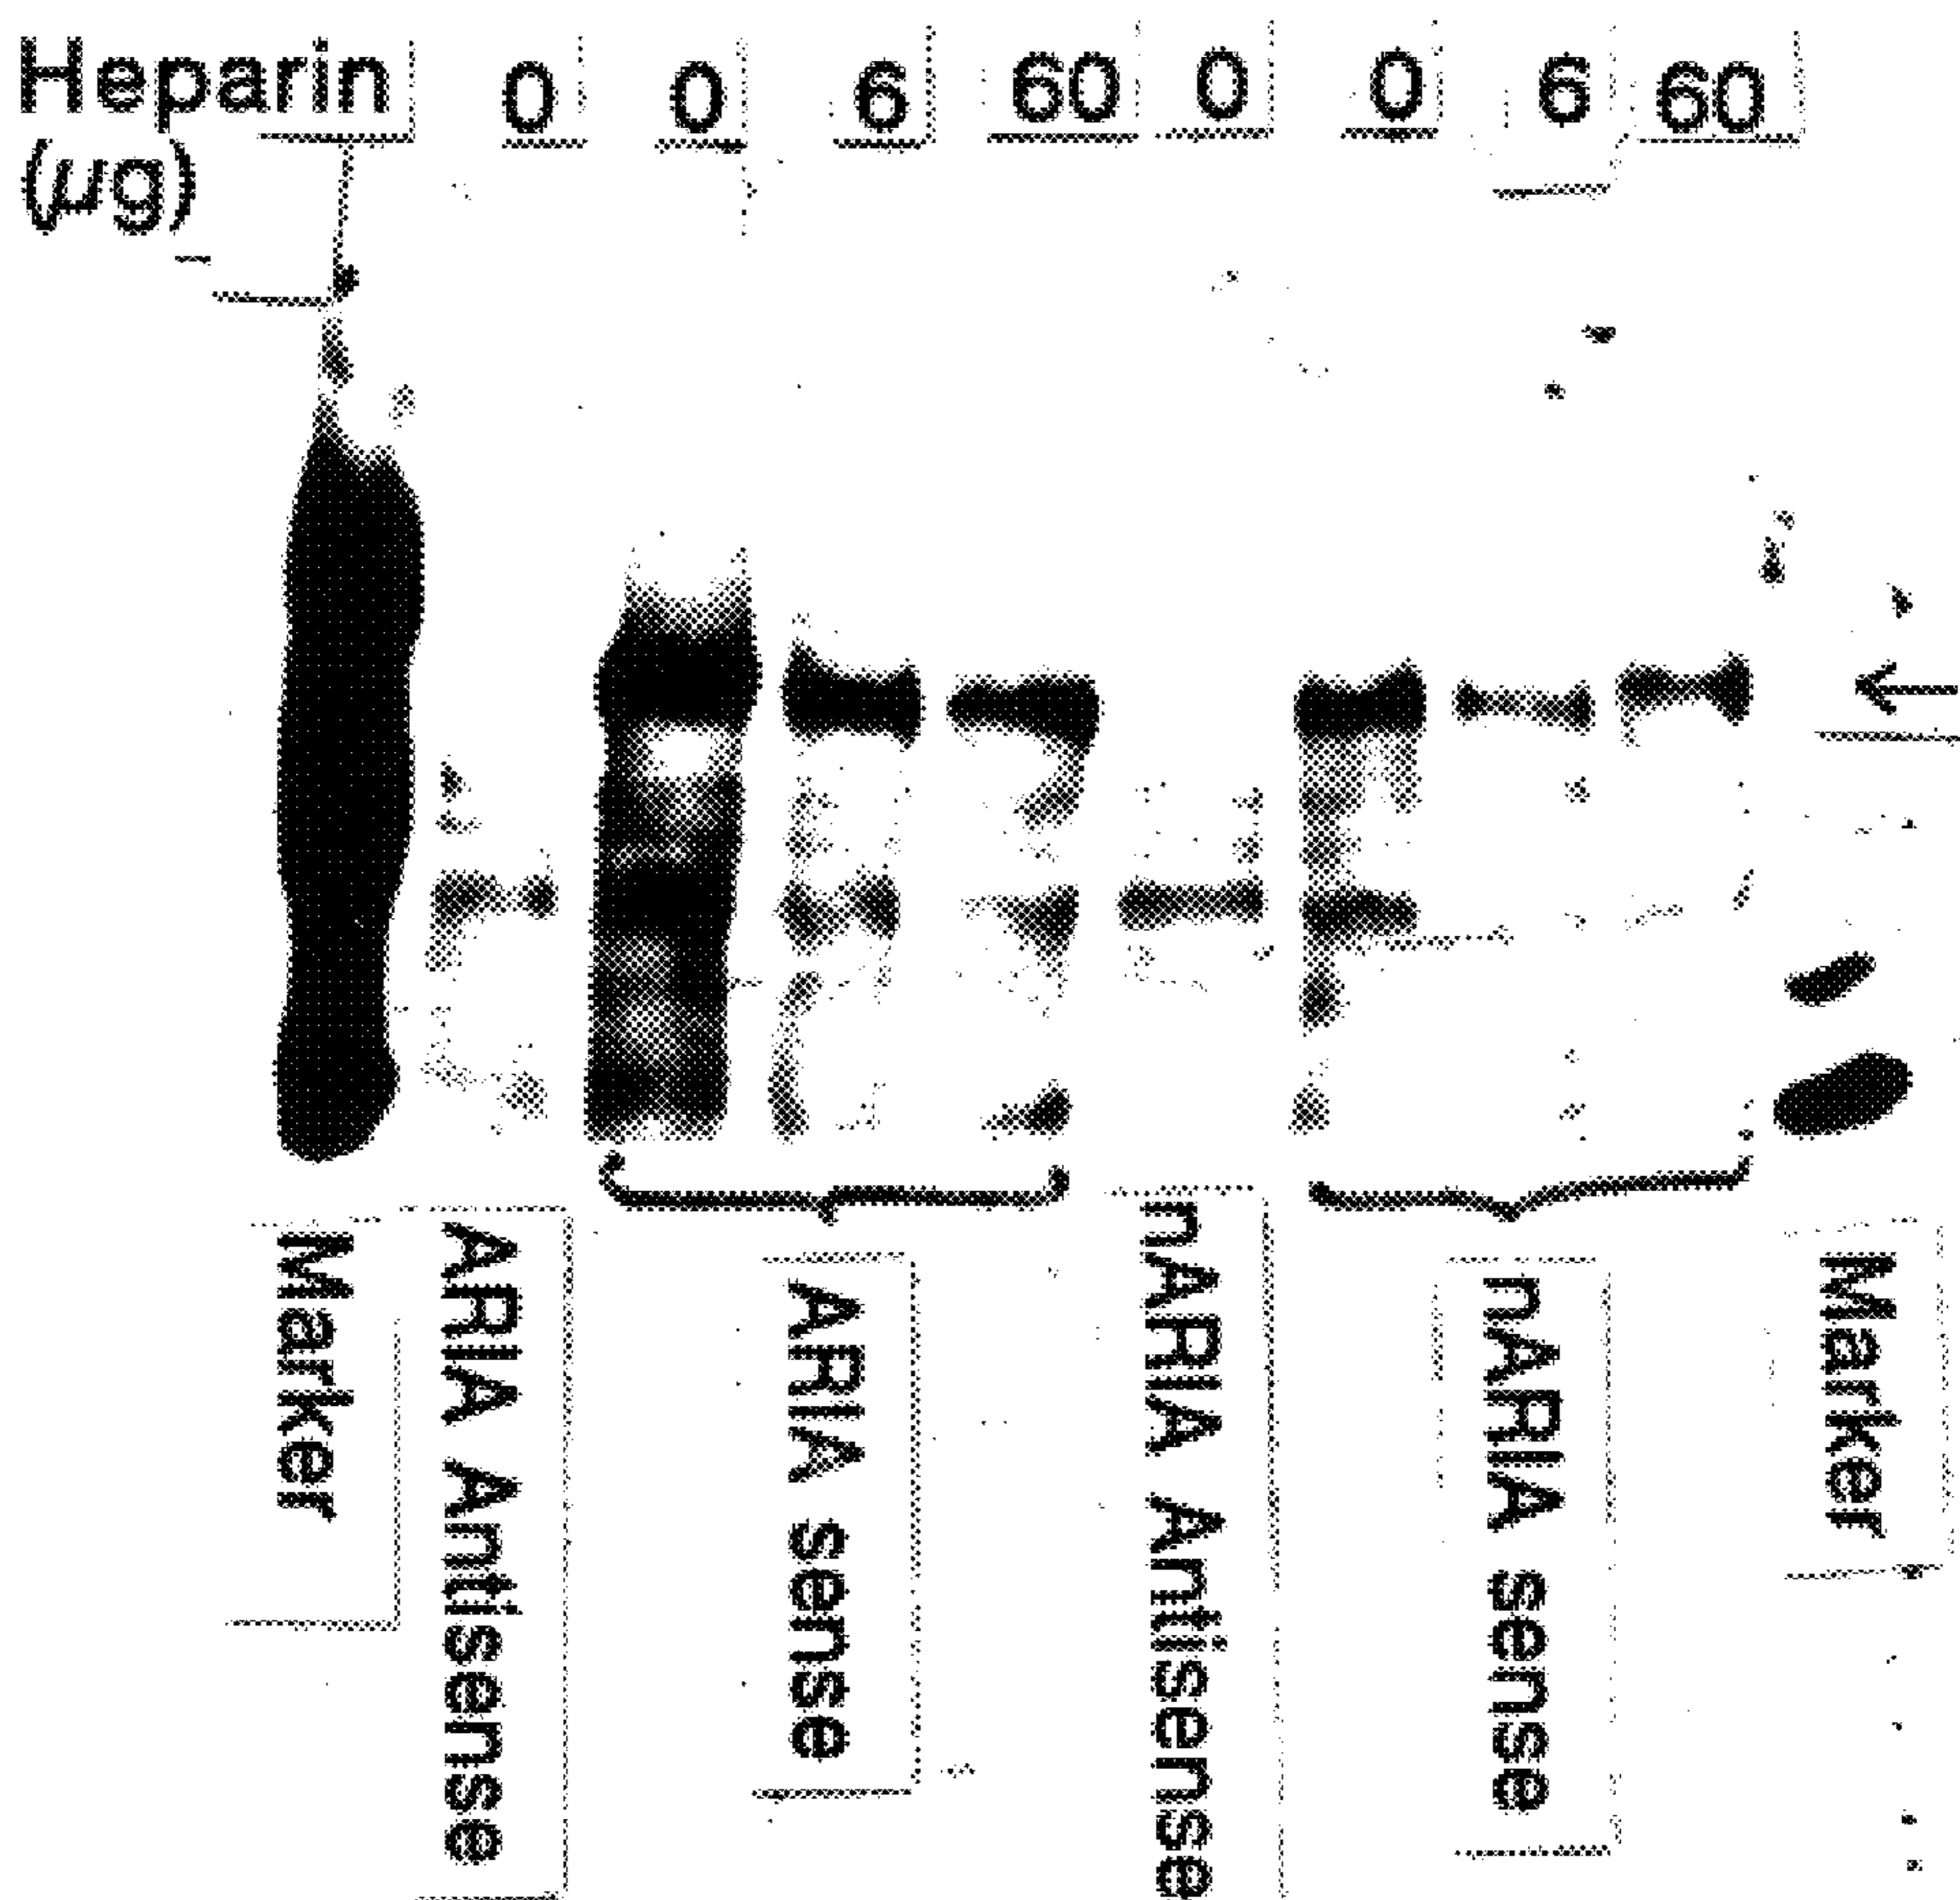 Heparin 0 0 6 60 0 0 6 60
(μg)
Marker
ARIA Antisense
ARIA sense
nARIA Antisense
nARIA sense
Marker